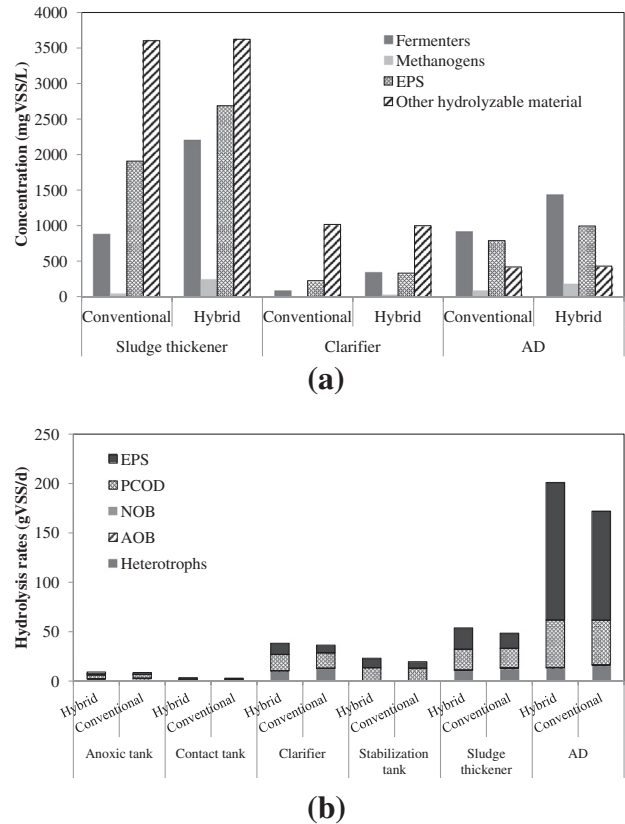 4000
3500
3000
2500
2000
1500
1000
500
0
Concentration (mgVSS/L)
Fermenters
Methanogens
EPS
Other hydrolyzable material
Conventional Hybrid Conventional Hybrid Conventional Hybrid
Sludge thickener Clarifier AD
(a)
250
200
150
100
50
0
Hydrolysis rates (gVSS/d)
EPS
PCOD
NOB
AOB
Heterotrophs
Hybrid Conventional Hybrid Conventional Hybrid Conventional Hybrid Conventional Hybrid Conventional Hybrid Conventional
Anoxic tank Contact tank Clarifier Stabilization tank Sludge thickener AD
(b)